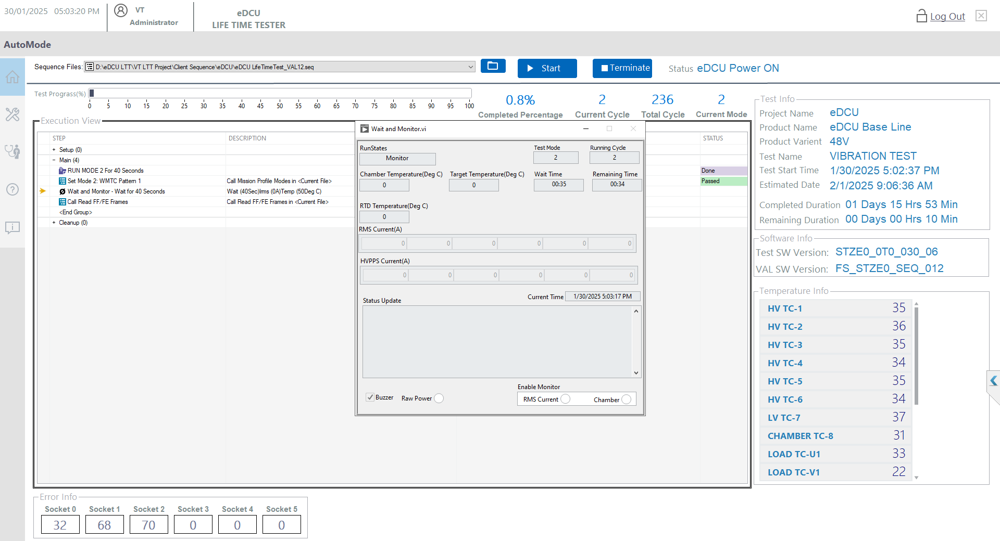 30/01/2025 05:03:20 PM
VT
Administrator
eDCU
LIFE TIME TESTER
Log Out
AutoMode
Sequence Files: D:\eDCU LTT\VT LTT Project\Client Sequence\eDCU\eDCU LifeTimeTest_VAL12.seq
Start
Terminate
Status eDCU Power ON
Test Prograss(%)
0 5 10 15 20 25 30 35 40 45 50 55 60 65 70 75 80 85 90 95 100
0.8% 2 236 2
Completed Percentage Current Cycle Total Cycle Current Mode
Execution View
STEP DESCRIPTION STATUS
+ Setup (0)
− Main (4)
RUN MODE 2 For 40 Seconds Done
Set Mode 2: WMTC Pattern 1 Call Mission Profile Modes in <Current File> Passed
Wait and Monitor - Wait for 40 Seconds Wait (40Sec)Irms (0A)Temp (50Deg C)
Call Read FF/FE Frames Call Read FF/FE Frames in <Current File>
<End Group>
+ Cleanup (0)
Wait and Monitor.vi
RunStates Test Mode Running Cycle
Monitor 2 2
Chamber Temperature(Deg C) Target Temperature(Deg C) Wait Time Remaining Time
0 0 00:35 00:34
RTD Temperature(Deg C)
0
RMS Current(A)
0 0 0 0 0 0
HVPPS Current(A)
0 0 0 0 0 0
Current Time 1/30/2025 5:03:17 PM
Status Update
Enable Monitor
Buzzer Raw Power RMS Current Chamber
Test Info
Project Name eDCU
Product Name eDCU Base Line
Product Varient 48V
Test Name VIBRATION TEST
Test Start Time 1/30/2025 5:02:37 PM
Estimated Date 2/1/2025 9:06:36 AM
Completed Duration 01 Days 15 Hrs 53 Min
Remaining Duration 00 Days 00 Hrs 10 Min
Software Info
Test SW Version: STZE0_0T0_030_06
VAL SW Version: FS_STZE0_SEQ_012
Temperature Info
HV TC-1 35
HV TC-2 36
HV TC-3 35
HV TC-4 34
HV TC-5 35
HV TC-6 34
LV TC-7 37
CHAMBER TC-8 31
LOAD TC-U1 33
LOAD TC-V1 22
Error Info
Socket 0 Socket 1 Socket 2 Socket 3 Socket 4 Socket 5
32 68 70 0 0 0